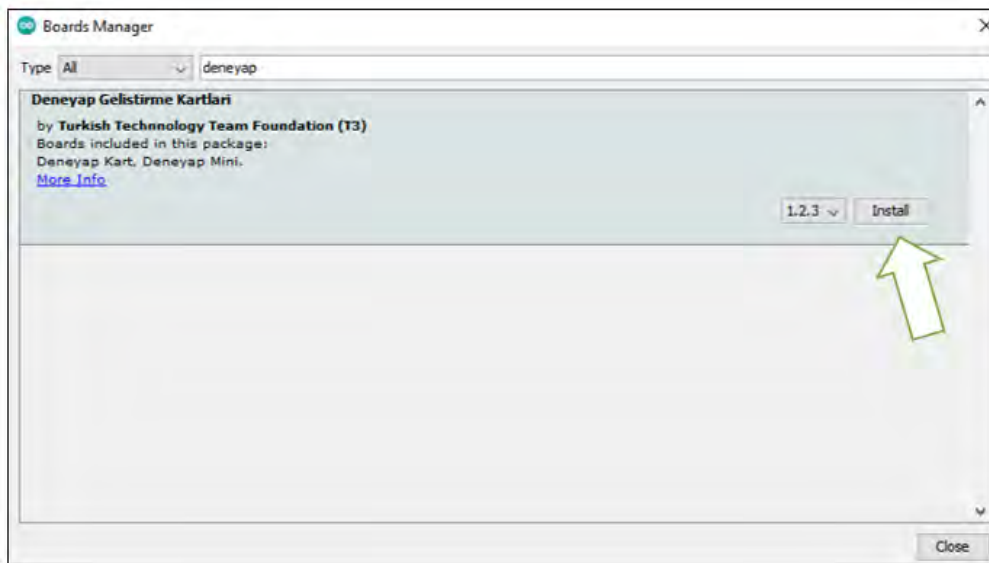 Boards Manager
Type All deneyap
Deneyap Gelistirme Kartlari
by Turkish Technnology Team Foundation (T3)
Boards included in this package:
Deneyap Kart, Deneyap Mini.
More Info
1.2.3 Install
Close